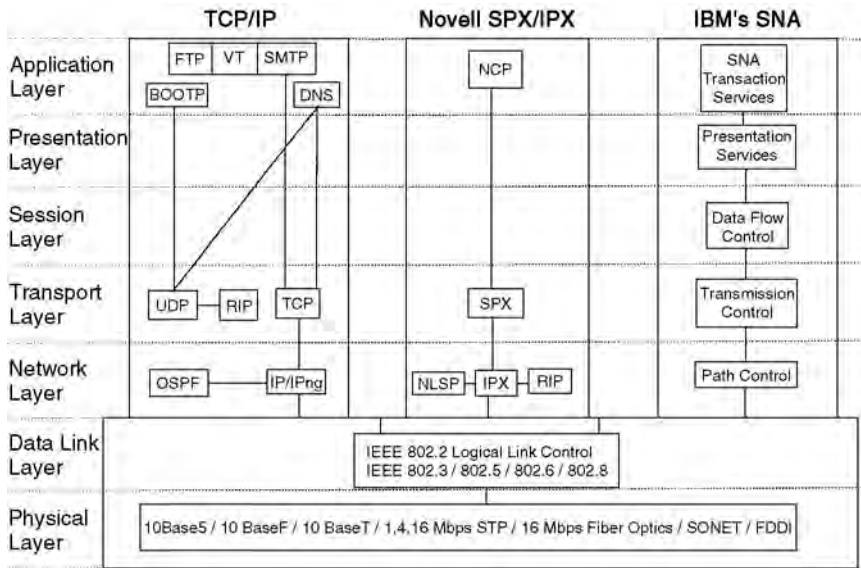 TCP/IP Novell SPX/IPX IBM's SNA
Application
Layer
FTP VT SMTP
BOOTP DNS
NCP
SNA
Transaction
Services
Presentation
Layer
Presentation
Services
Session
Layer
Data Flow
Control
Transport
Layer
UDP RIP TCP
SPX
Transmission
Control
Network
Layer
OSPF IP/IPng
NLSP IPX RIP
Path Control
Data Link
Layer
IEEE 802.2 Logical Link Control
IEEE 802.3 / 802.5 / 802.6 / 802.8
Physical
Layer
10Base5 / 10 BaseF / 10 BaseT / 1,4,16 Mbps STP / 16 Mbps Fiber Optics / SONET / FDDI